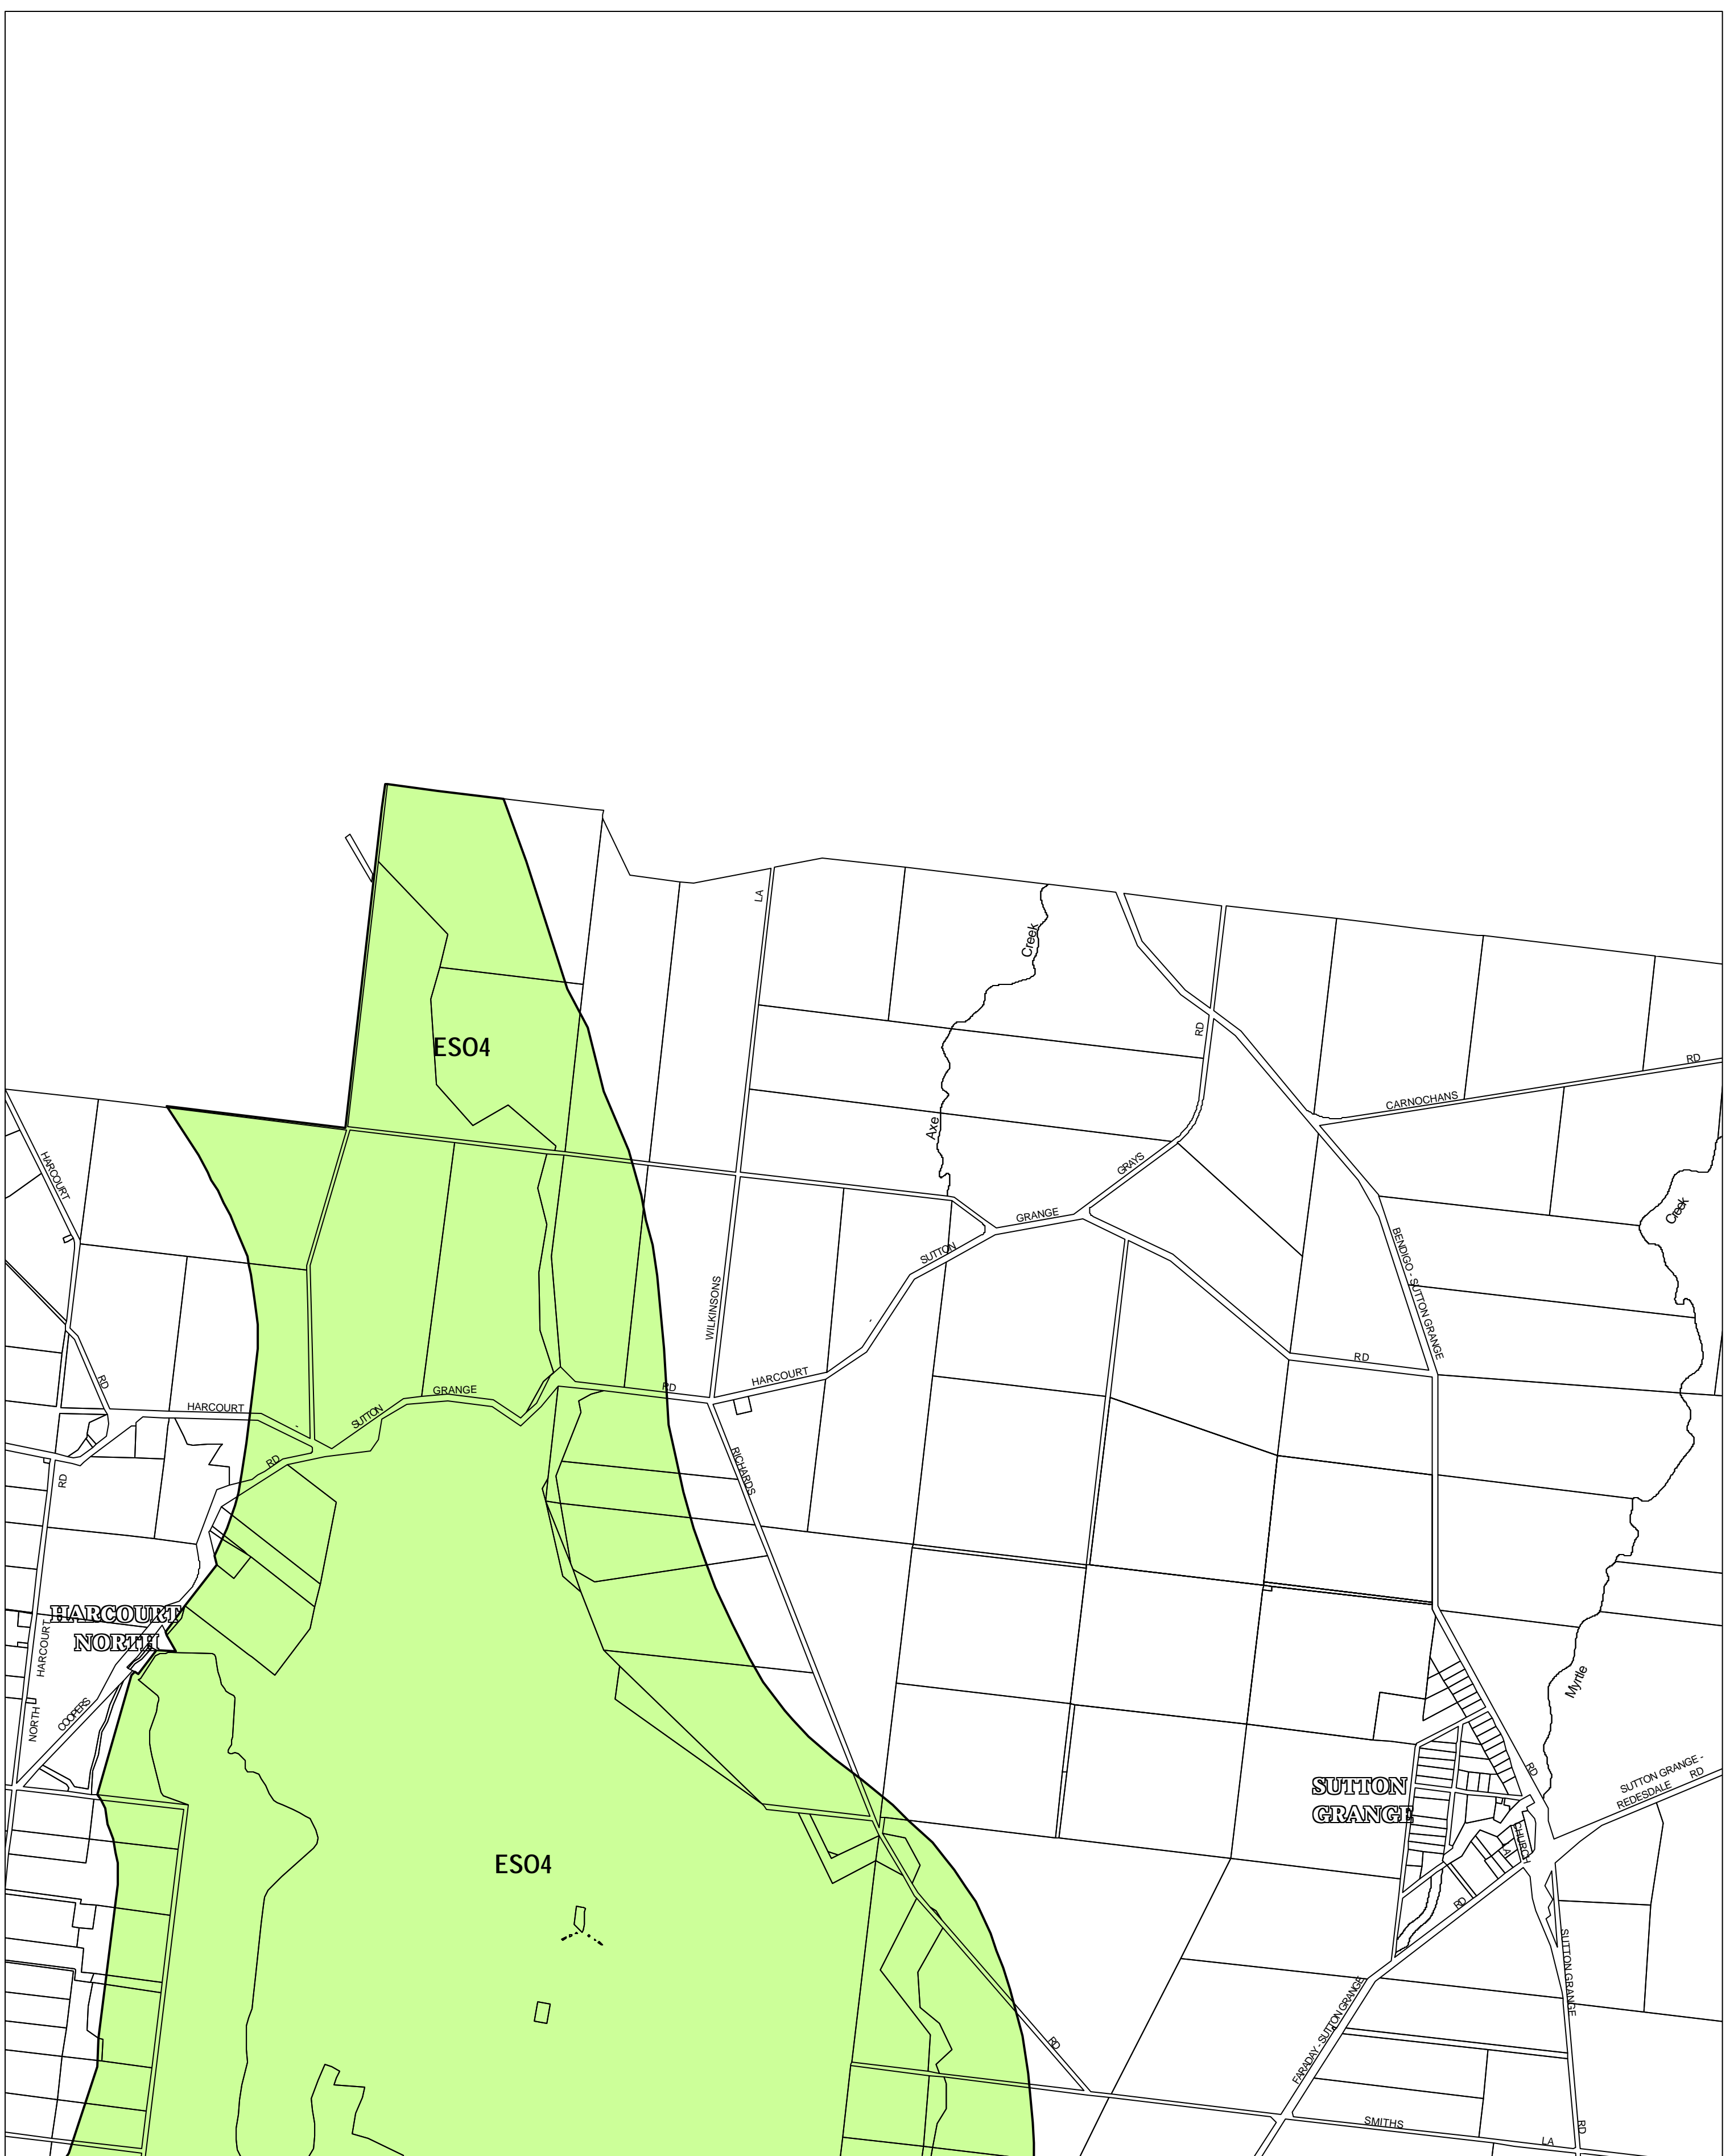 LA
Creek
ESO4
RD
RD
CARNOCHANS
Axe
HARCOURT
GRAYS
Creek
GRANGE
SUTTON
BENDIGO - SUTTON GRANGE
WILKINSONS
RD
RD
HARCOURT
RD
GRANGE
HARCOURT
SUTTON
RD
RD
RICHARDS
HARCOURT
NORTH
HARCOURT
NORTH
COOPERS
Myrtle
SUTTON
GRANGE
RD
SUTTON GRANGE -
REDESDALE RD
CHURCH
LA
ESO4
RD
SUTTON GRANGE
FARADAY - SUTTON GRANGE
RD
SMITHS
LA
RD